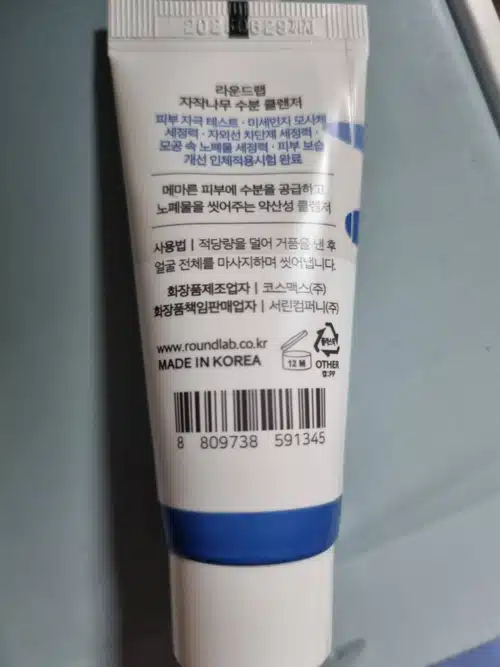 라운드랩
자작나무 수분 클렌저
피부 자극 테스트 · 미세먼지 모사체
세정력 · 자외선 차단제 세정력 ·
모공 속 노폐물 세정력 · 피부 보습
개선 인체적용시험 완료
메마른 피부에 수분을 공급하고
노폐물을 씻어주는 약산성 클렌저
사용법 | 적당량을 덜어 거품을 낸 후
얼굴 전체를 마사지하며 씻어냅니다.
화장품제조업자 | 코스맥스(주)
화장품책임판매업자 | 서린컴퍼니(주)
www.roundlab.co.kr
MADE IN KOREA
12 M
OTHER
캡:PP
8 809738 591345